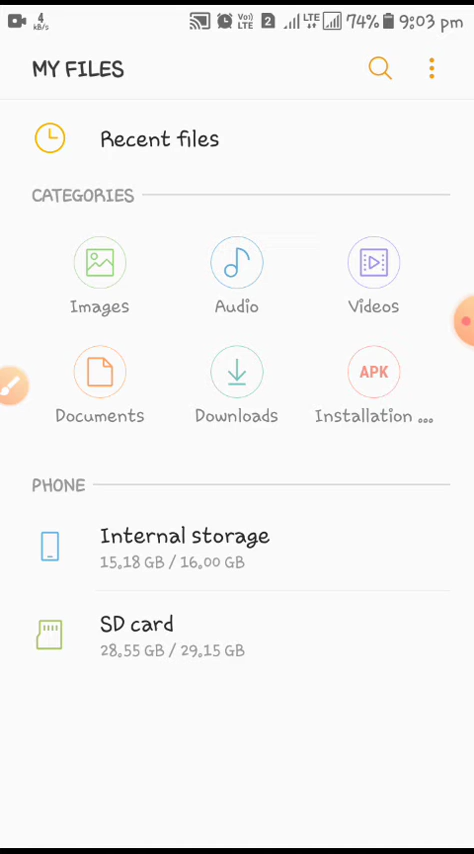 4 kB/s Vo) LTE 2 LTE 74% 9:03 pm
MY FILES
Recent files
CATEGORIES
Images Audio Videos
APK
Documents Downloads Installation ...
PHONE
Internal storage
15.18 GB / 16.00 GB
SD card
28.55 GB / 29.15 GB